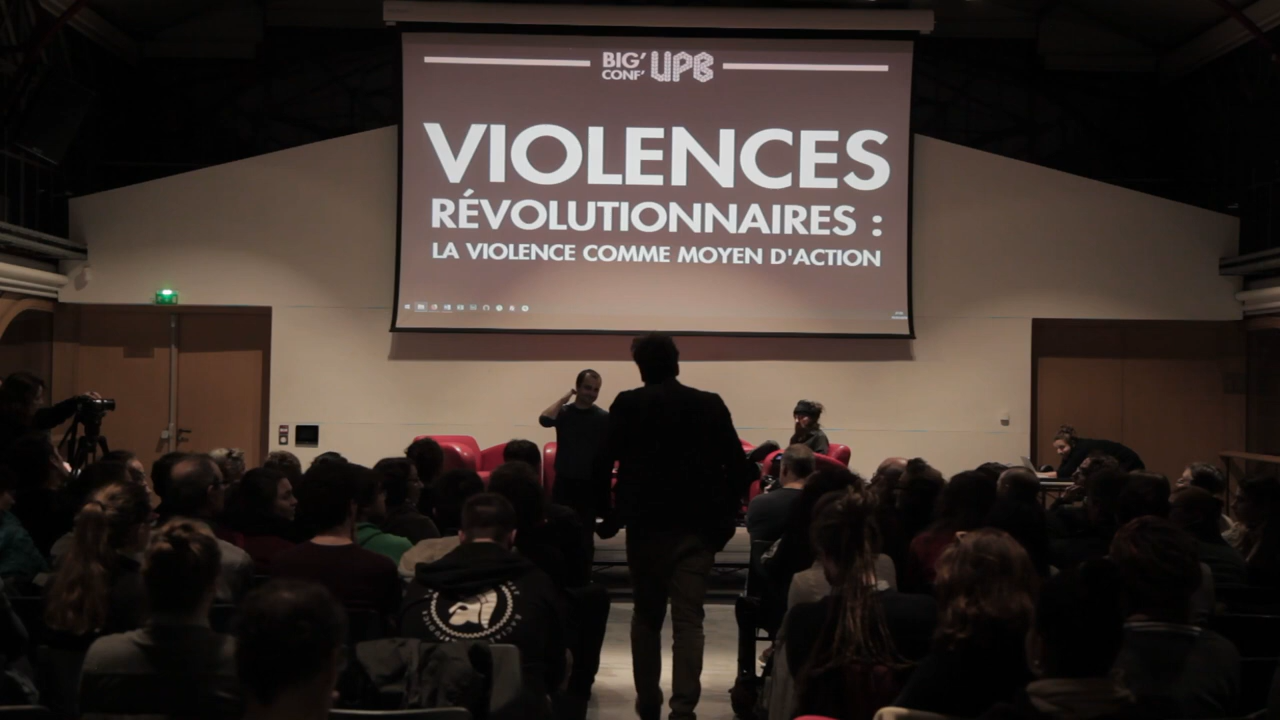 BIG'
CONF' UPB
VIOLENCES
RÉVOLUTIONNAIRES :
LA VIOLENCE COMME MOYEN D'ACTION